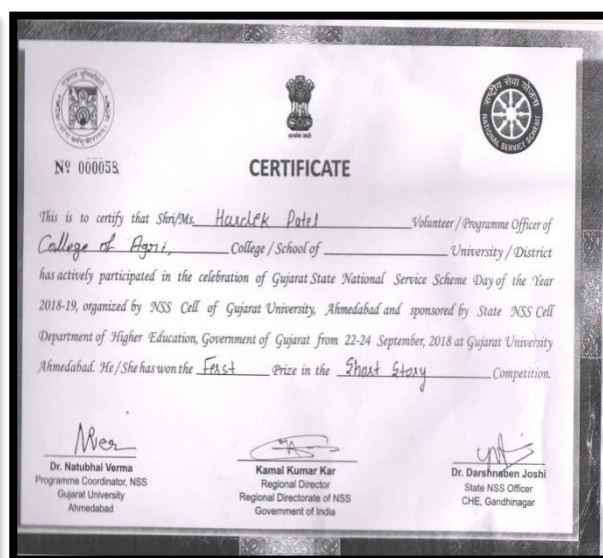 राष्ट्रीय सेवा योजना
NATIONAL SERVICE SCHEME
Nº 000058
CERTIFICATE
This is to certify that Shri/Ms. Hardik Patel Volunteer / Programme Officer of
College of Agri, College / School of University / District
has actively participated in the celebration of Gujarat State National Service Scheme Day of the Year
2018-19, organized by NSS Cell of Gujarat University, Ahmedabad and sponsored by State NSS Cell
Department of Higher Education, Government of Gujarat from 22-24 September, 2018 at Gujarat University
Ahmedabad. He/She has won the First Prize in the Short Story Competition.
Dr. Natubhai Verma
Programme Coordinator, NSS
Gujarat University
Ahmedabad
Kamal Kumar Kar
Regional Director
Regional Directorate of NSS
Government of India
Dr. Darshnaben Joshi
State NSS Officer
CHE, Gandhinagar